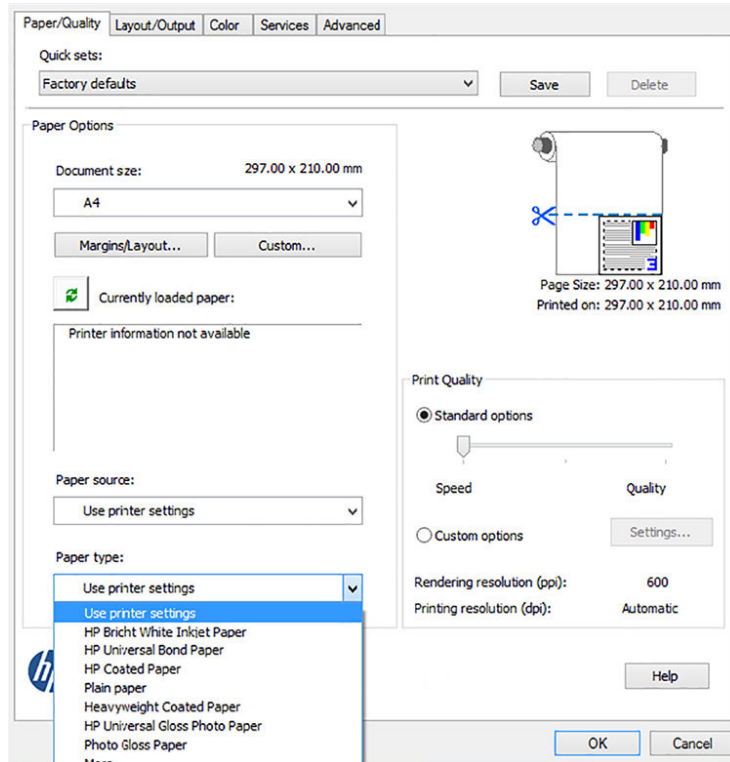 Paper/Quality Layout/Output Color Services Advanced
Quick sets:
Factory defaults
Save
Delete
Paper Options
Document size:
297.00 x 210.00 mm
A4
Margins/Layout...
Custom...
Currently loaded paper:
Printer information not available
Paper source:
Use printer settings
Paper type:
Use printer settings
Use printer settings
HP Bricht White Inkjet Paper
HP Universal Bond Paper
HP Coated Paper
Plain paper
Heavyweight Coated Paper
HP Universal Gloss Photo Paper
Photo Gloss Paper
Page Size: 297.00 x 210.00 mm
Printed on: 297.00 x 210.00 mm
Print Quality
Standard options
Speed
Quality
Custom options
Settings...
Rendering resolution (ppi):
600
Printing resolution (dpi):
Automatic
hp
Help
OK
Cancel